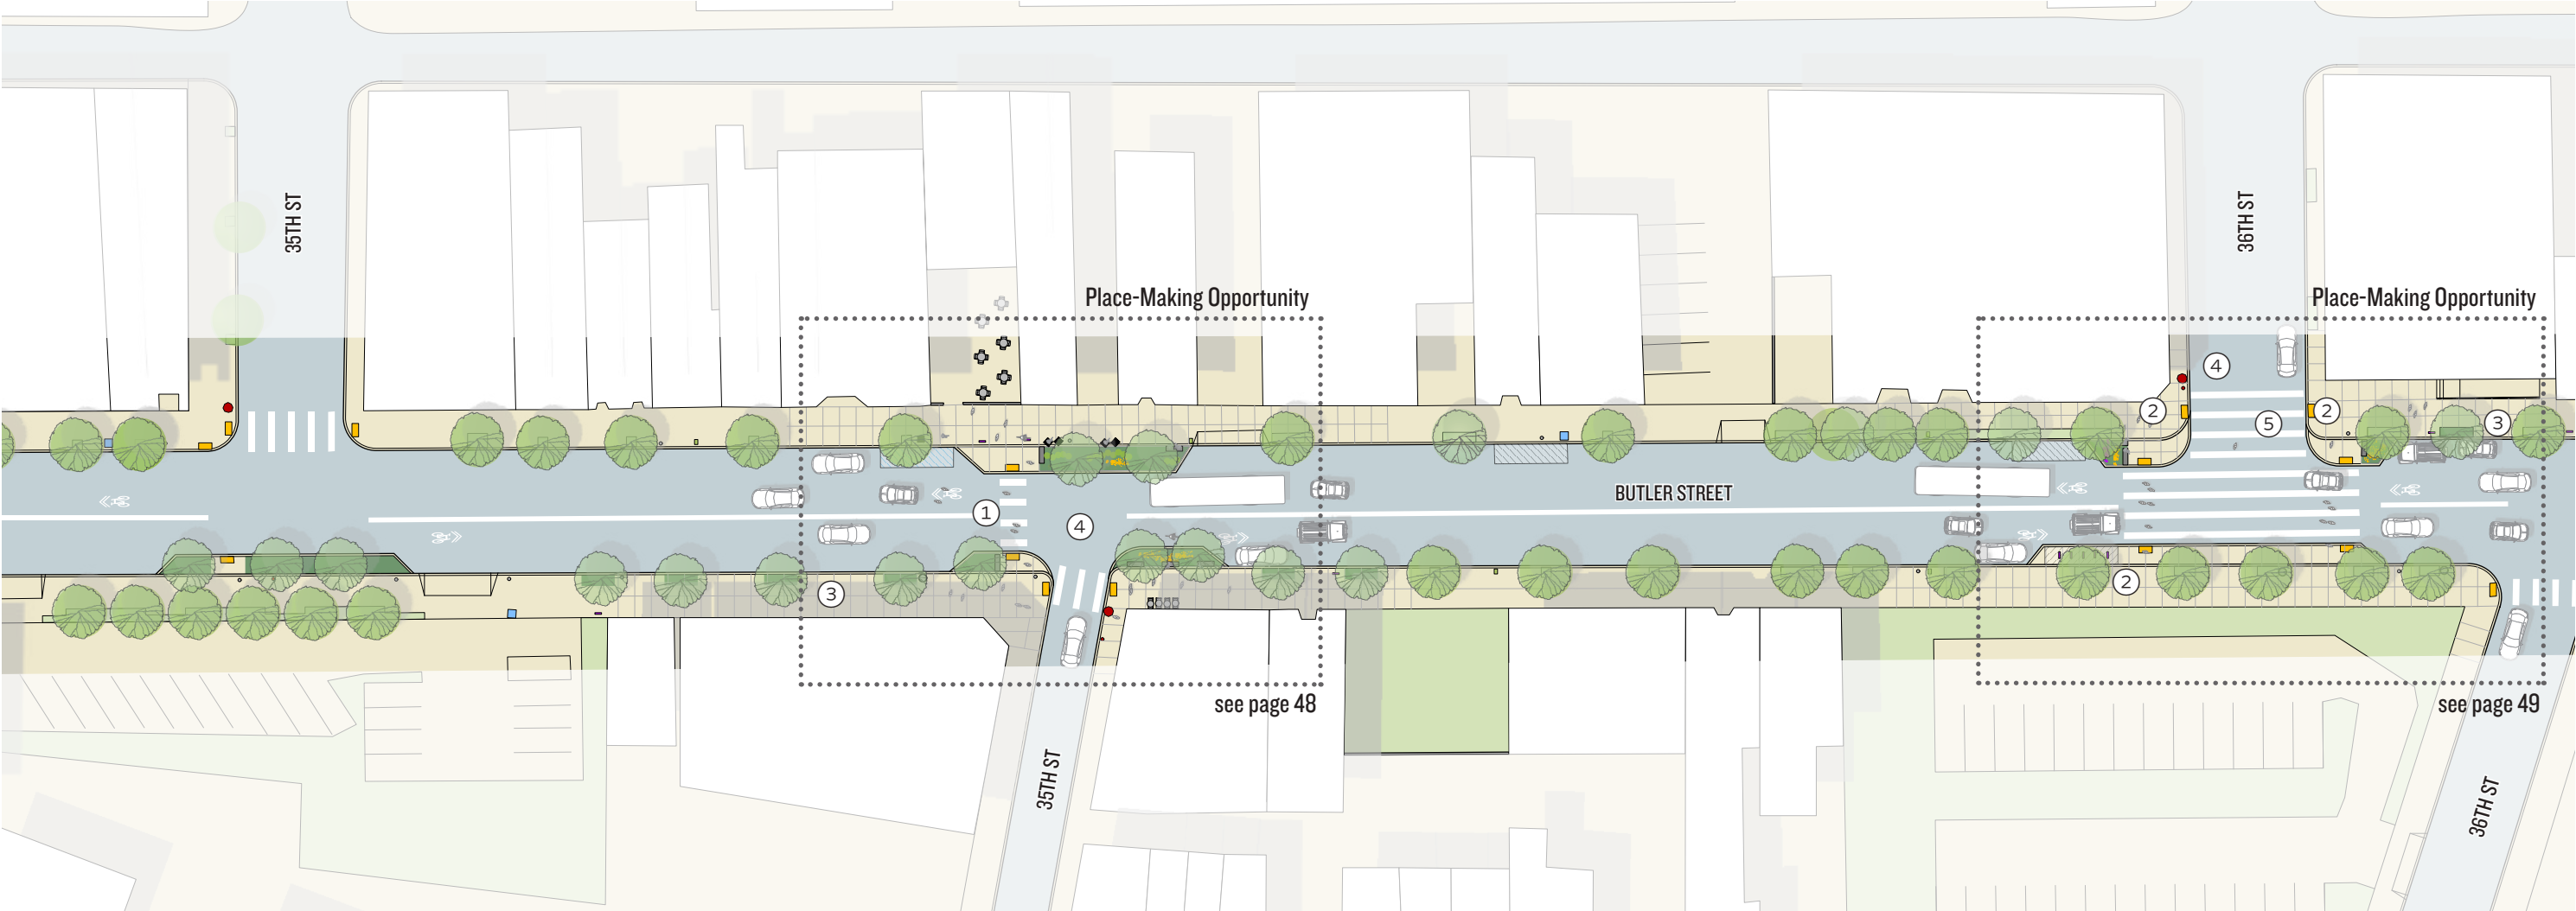 35TH ST
36TH ST
Place-Making Opportunity
Place-Making Opportunity
4
2
5
2
3
BUTLER STREET
1
4
3
2
see page 48
see page 49
35TH ST
36TH ST